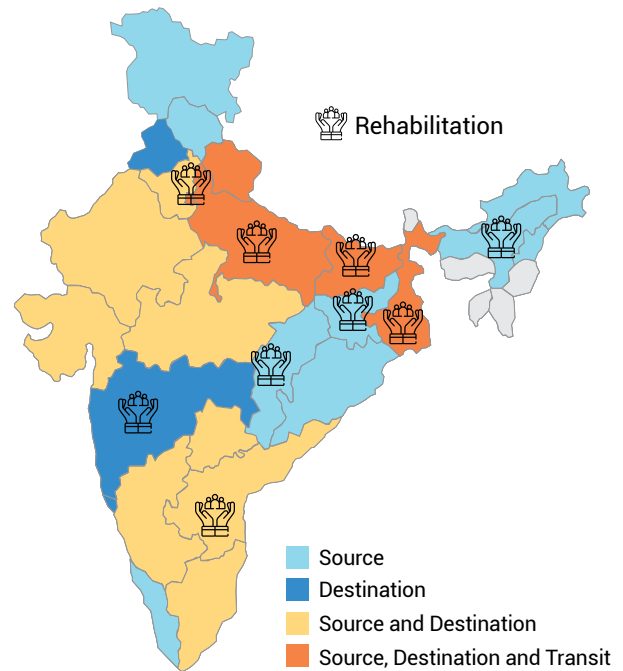 Rehabilitation
Source
Destination
Source and Destination
Source, Destination and Transit